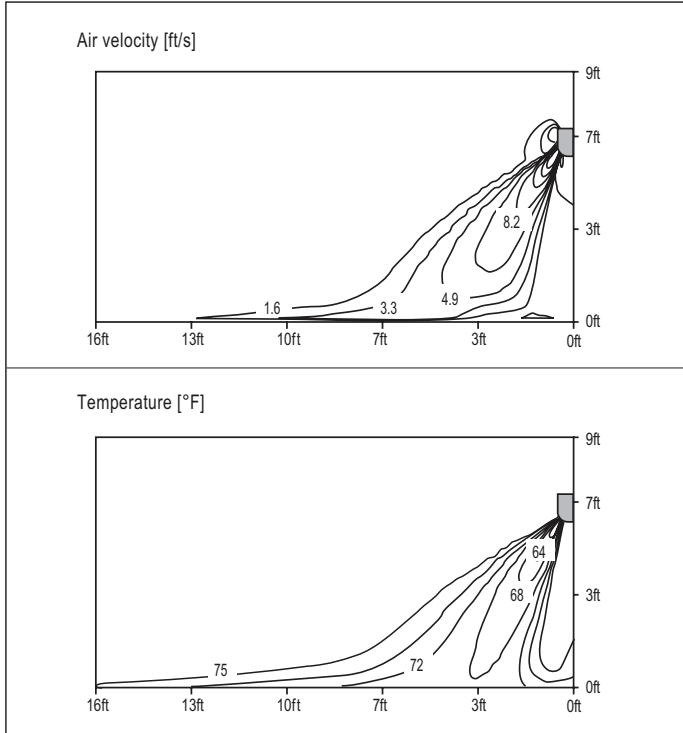 Air velocity [ft/s]
9ft
7ft
8.2
3ft
4.9
1.6
3.3
0ft
16ft 13ft 10ft 7ft 3ft 0ft
Temperature [°F]
9ft
7ft
64
68
3ft
72
75
0ft
16ft 13ft 10ft 7ft 3ft 0ft